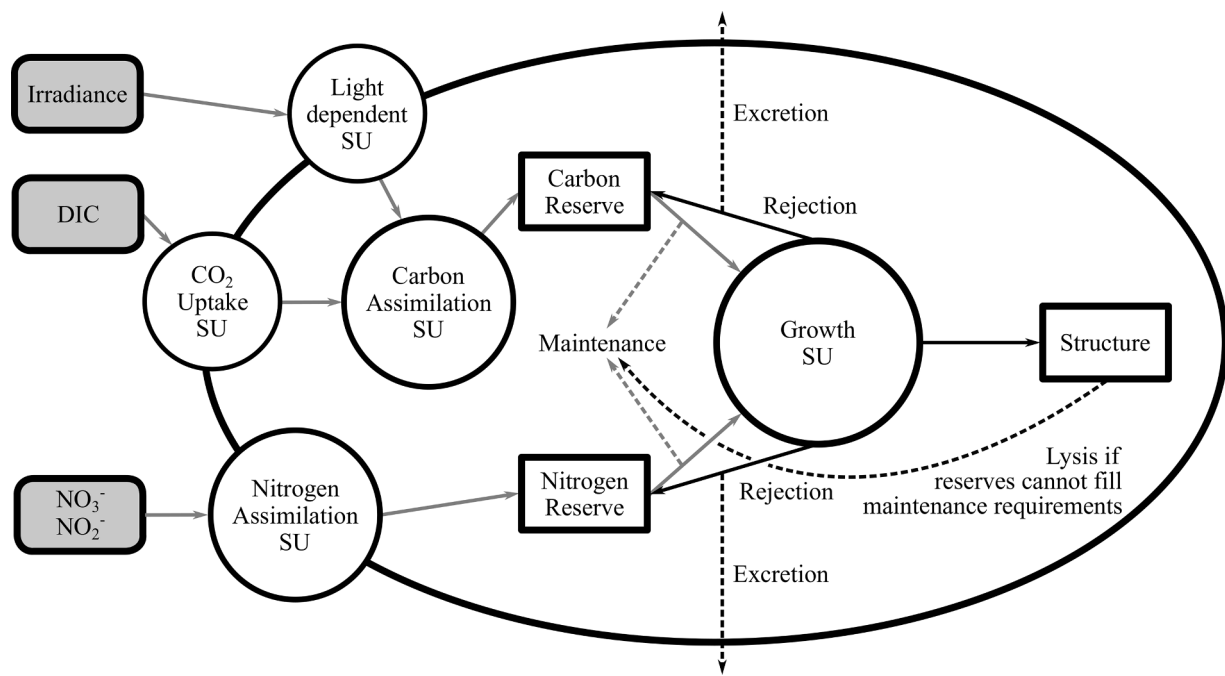 Irradiance
Light
dependent
SU
Excretion
DIC
Carbon
Reserve
Rejection
CO₂
Uptake
SU
Carbon
Assimilation
SU
Maintenance
Growth
SU
Structure
NO₃⁻
NO₂⁻
Nitrogen
Assimilation
SU
Nitrogen
Reserve
Rejection
Lysis if
reserves cannot fill
maintenance requirements
Excretion